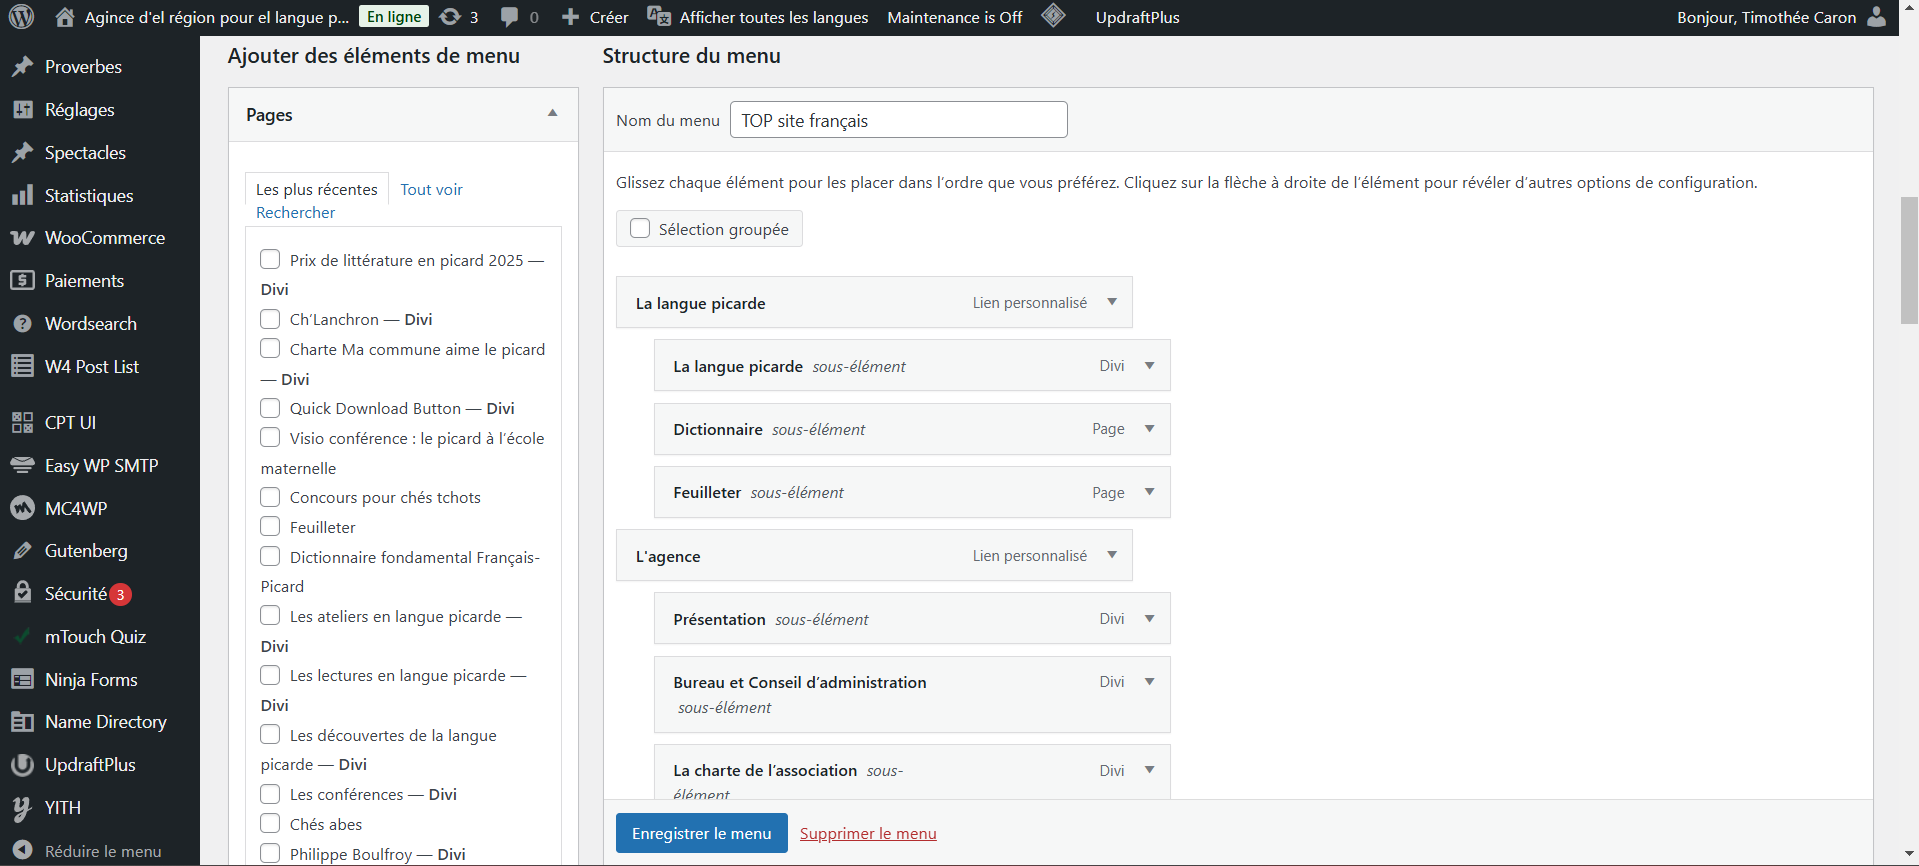 Agince d'el région pour el langue p...
En ligne
3
0
Créer
Afficher toutes les langues
Maintenance is Off
UpdraftPlus
Bonjour, Timothée Caron
Proverbes
Réglages
Spectacles
Statistiques
WooCommerce
Paiements
Wordsearch
W4 Post List
CPT UI
Easy WP SMTP
MC4WP
Gutenberg
Sécurité 3
mTouch Quiz
Ninja Forms
Name Directory
UpdraftPlus
YITH
Réduire le menu
Ajouter des éléments de menu
Pages
Les plus récentes
Tout voir
Rechercher
Prix de littérature en picard 2025 —
Divi
Ch'Lanchron — Divi
Charte Ma commune aime le picard
— Divi
Quick Download Button — Divi
Visio conférence : le picard à l'école
maternelle
Concours pour chés tchots
Feuilleter
Dictionnaire fondamental Français-
Picard
Les ateliers en langue picarde —
Divi
Les lectures en langue picarde —
Divi
Les découvertes de la langue
picarde — Divi
Les conférences — Divi
Chés abes
Philippe Boulfroy — Divi
Structure du menu
Nom du menu
TOP site français
Glissez chaque élément pour les placer dans l'ordre que vous préférez. Cliquez sur la flèche à droite de l'élément pour révéler d'autres options de configuration.
Sélection groupée
La langue picarde Lien personnalisé
La langue picarde sous-élément Divi
Dictionnaire sous-élément Page
Feuilleter sous-élément Page
L'agence Lien personnalisé
Présentation sous-élément Divi
Bureau et Conseil d'administration Divi
sous-élément
La charte de l'association sous- Divi
élément
Enregistrer le menu
Supprimer le menu